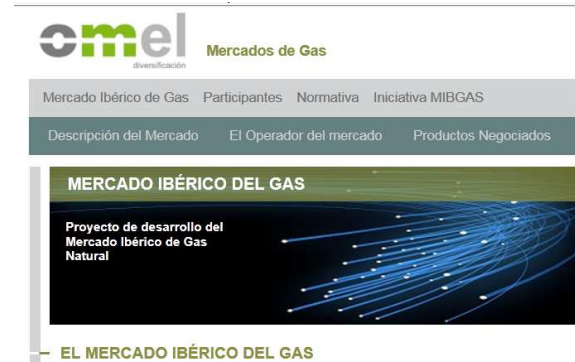 omel
diversificación
Mercados de Gas
Mercado Ibérico de Gas Participantes Normativa Iniciativa MIBGAS
Descripción del Mercado El Operador del mercado Productos Negociados
MERCADO IBÉRICO DEL GAS
Proyecto de desarrollo del
Mercado Ibérico de Gas
Natural
EL MERCADO IBÉRICO DEL GAS